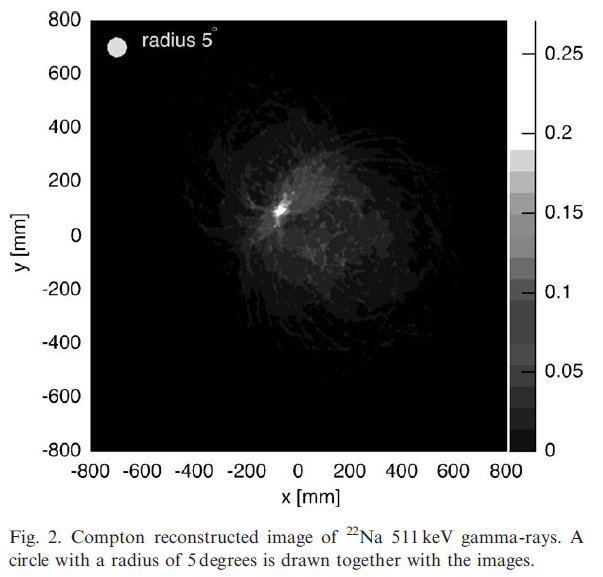 800
600
400
200
0
-200
-400
-600
-800
y [mm]
radius 5°
-800 -600 -400 -200 0 200 400 600 800
x [mm]
0.25
0.2
0.15
0.1
0.05
0
Fig. 2. Compton reconstructed image of ²²Na 511 keV gamma-rays. A
circle with a radius of 5 degrees is drawn together with the images.